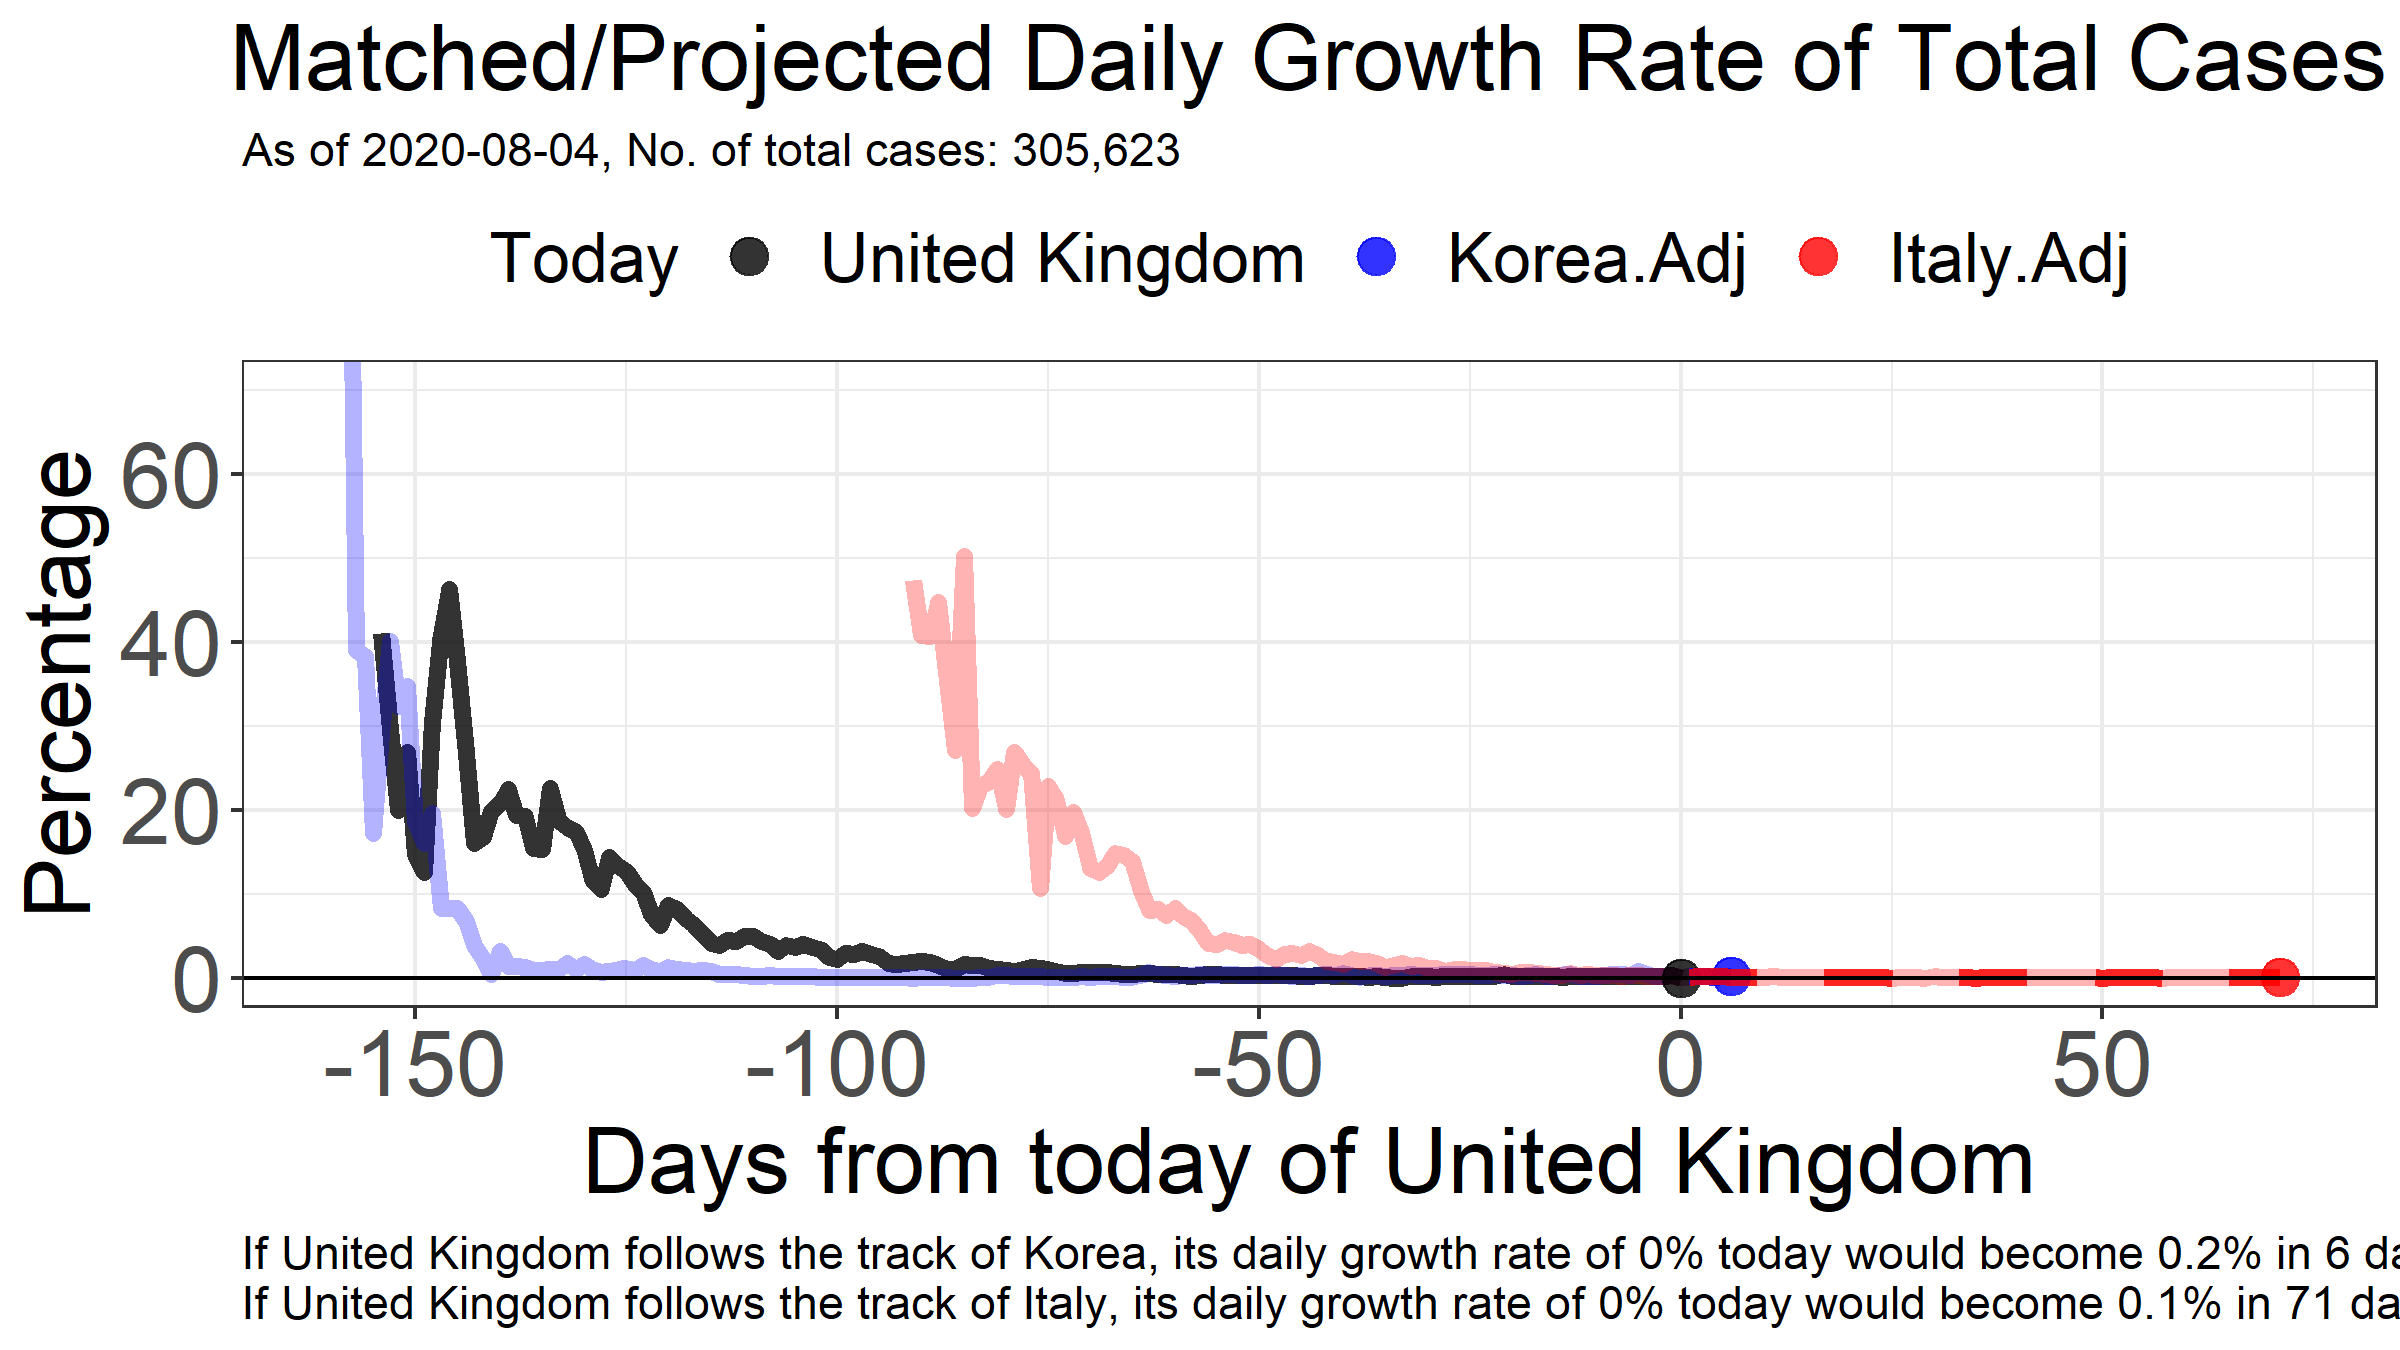 Matched/Projected Daily Growth Rate of Total Cases
As of 2020-08-04, No. of total cases: 305,623
Today United Kingdom Korea.Adj Italy.Adj
Percentage
60
40
20
0
-150 -100 -50 0 50
Days from today of United Kingdom
If United Kingdom follows the track of Korea, its daily growth rate of 0% today would become 0.2% in 6 da
If United Kingdom follows the track of Italy, its daily growth rate of 0% today would become 0.1% in 71 da